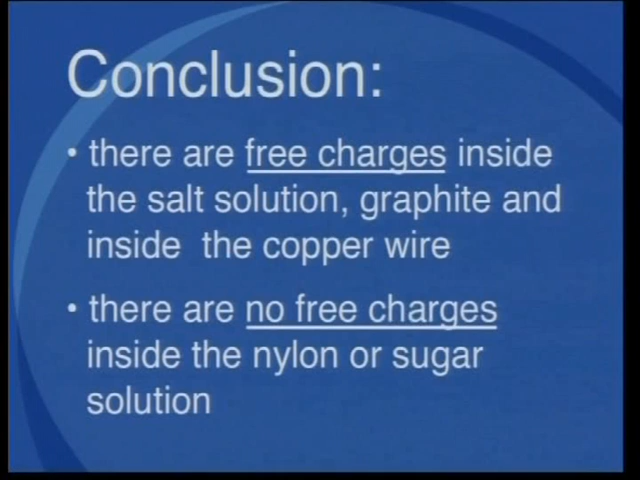 Conclusion:
• there are free charges inside
the salt solution, graphite and
inside the copper wire
• there are no free charges
inside the nylon or sugar
solution